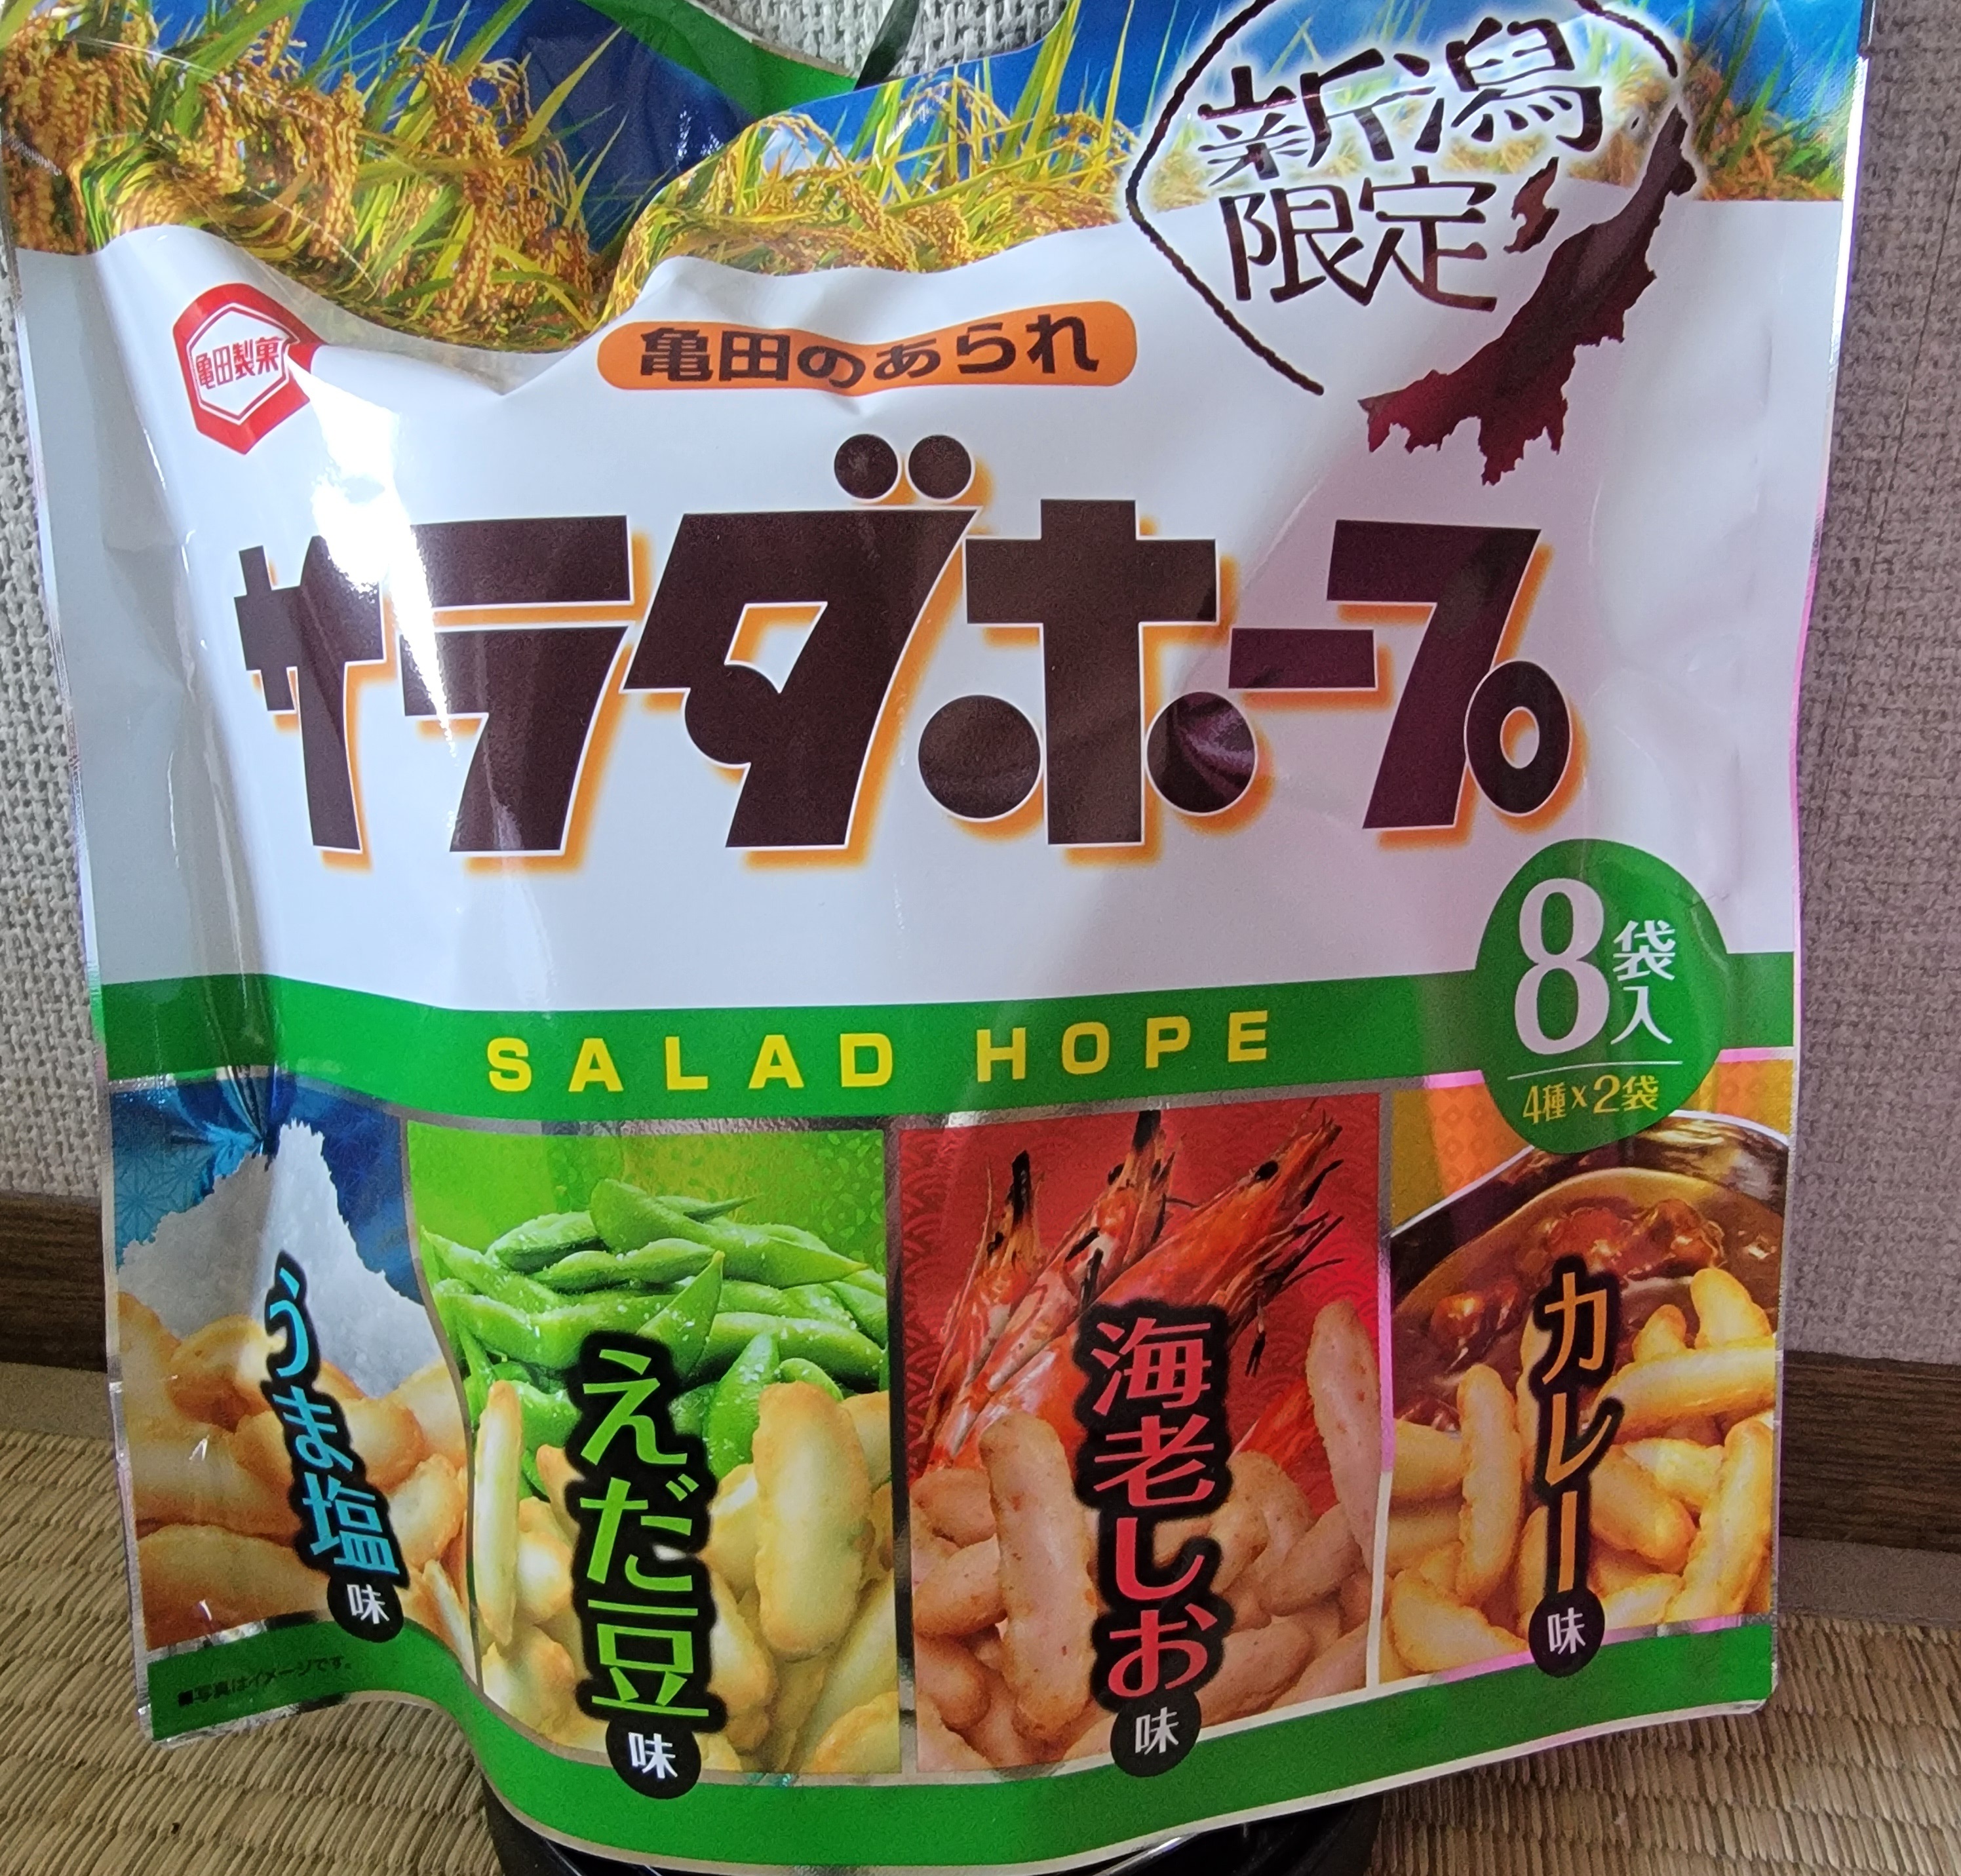 新潟
限定
亀田製菓
亀田のあられ
サラダホープ
8袋入
4種×2袋
SALAD HOPE
うま塩味
えだ豆味
海老しお味
カレー味
■写真はイメージです。